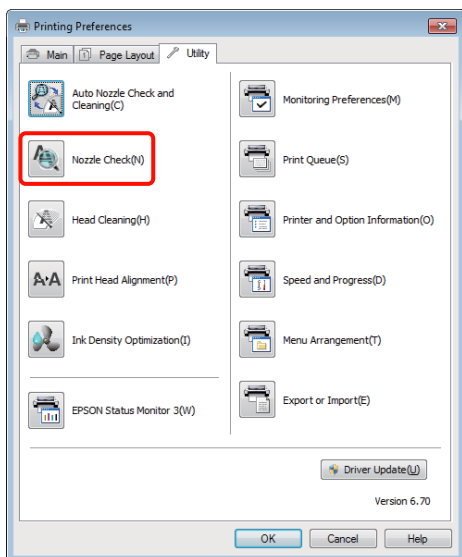 Printing Preferences
Main
Page Layout
Utility
Auto Nozzle Check and
Cleaning(C)
Nozzle Check(N)
Head Cleaning(H)
Print Head Alignment(P)
Ink Density Optimization(I)
EPSON Status Monitor 3(W)
Monitoring Preferences(M)
Print Queue(S)
Printer and Option Information(O)
Speed and Progress(D)
Menu Arrangement(T)
Export or Import(E)
Driver Update(U)
Version 6.70
OK
Cancel
Help